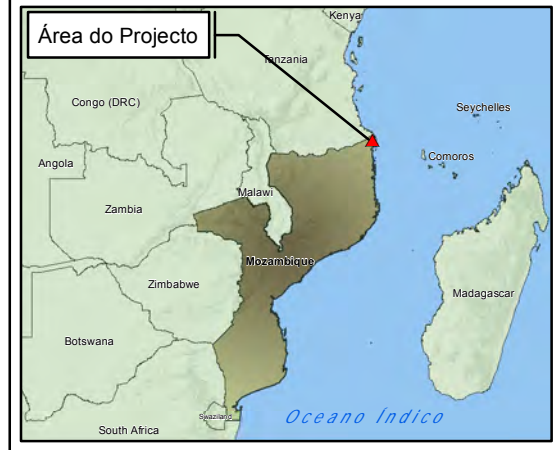 Kenya
Área do Projecto
Tanzania
Congo (DRC)
Seychelles
Angola
Comoros
Malawi
Zambia
Mozambique
Zimbabwe
Madagascar
Botswana
Swaziland
Oceano Índico
South Africa